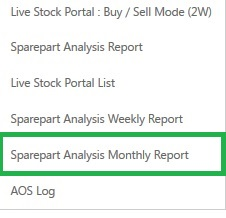 Live Stock Portal : Buy / Sell Mode (2W)
Sparepart Analysis Report
Live Stock Portal List
Sparepart Analysis Weekly Report
Sparepart Analysis Monthly Report
AOS Log